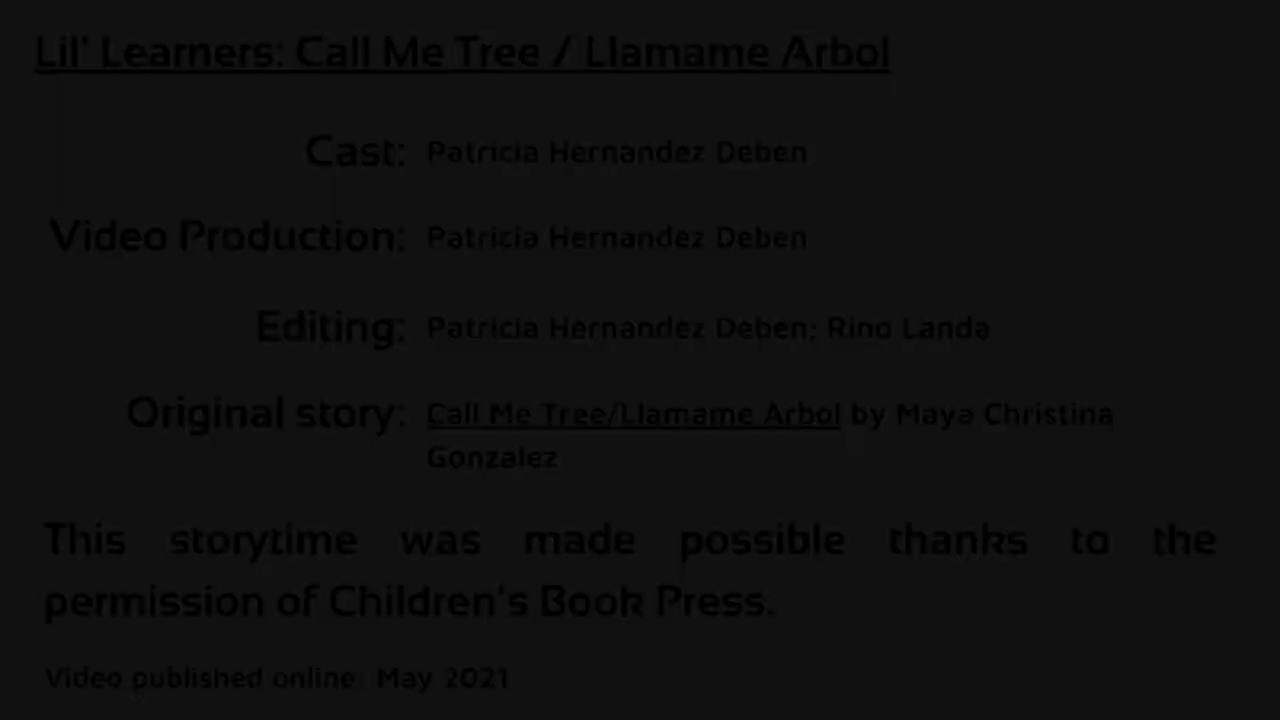 Lil' Learners: Call Me Tree / Llamame Arbol
Cast: Patricia Hernandez Deben
Video Production: Patricia Hernandez Deben
Editing: Patricia Hernandez Deben; Rino Landa
Original story: Call Me Tree/Llamame Arbol by Maya Christina
Gonzalez
This storytime was made possible thanks to the
permission of Children's Book Press.
Video published online: May 2021